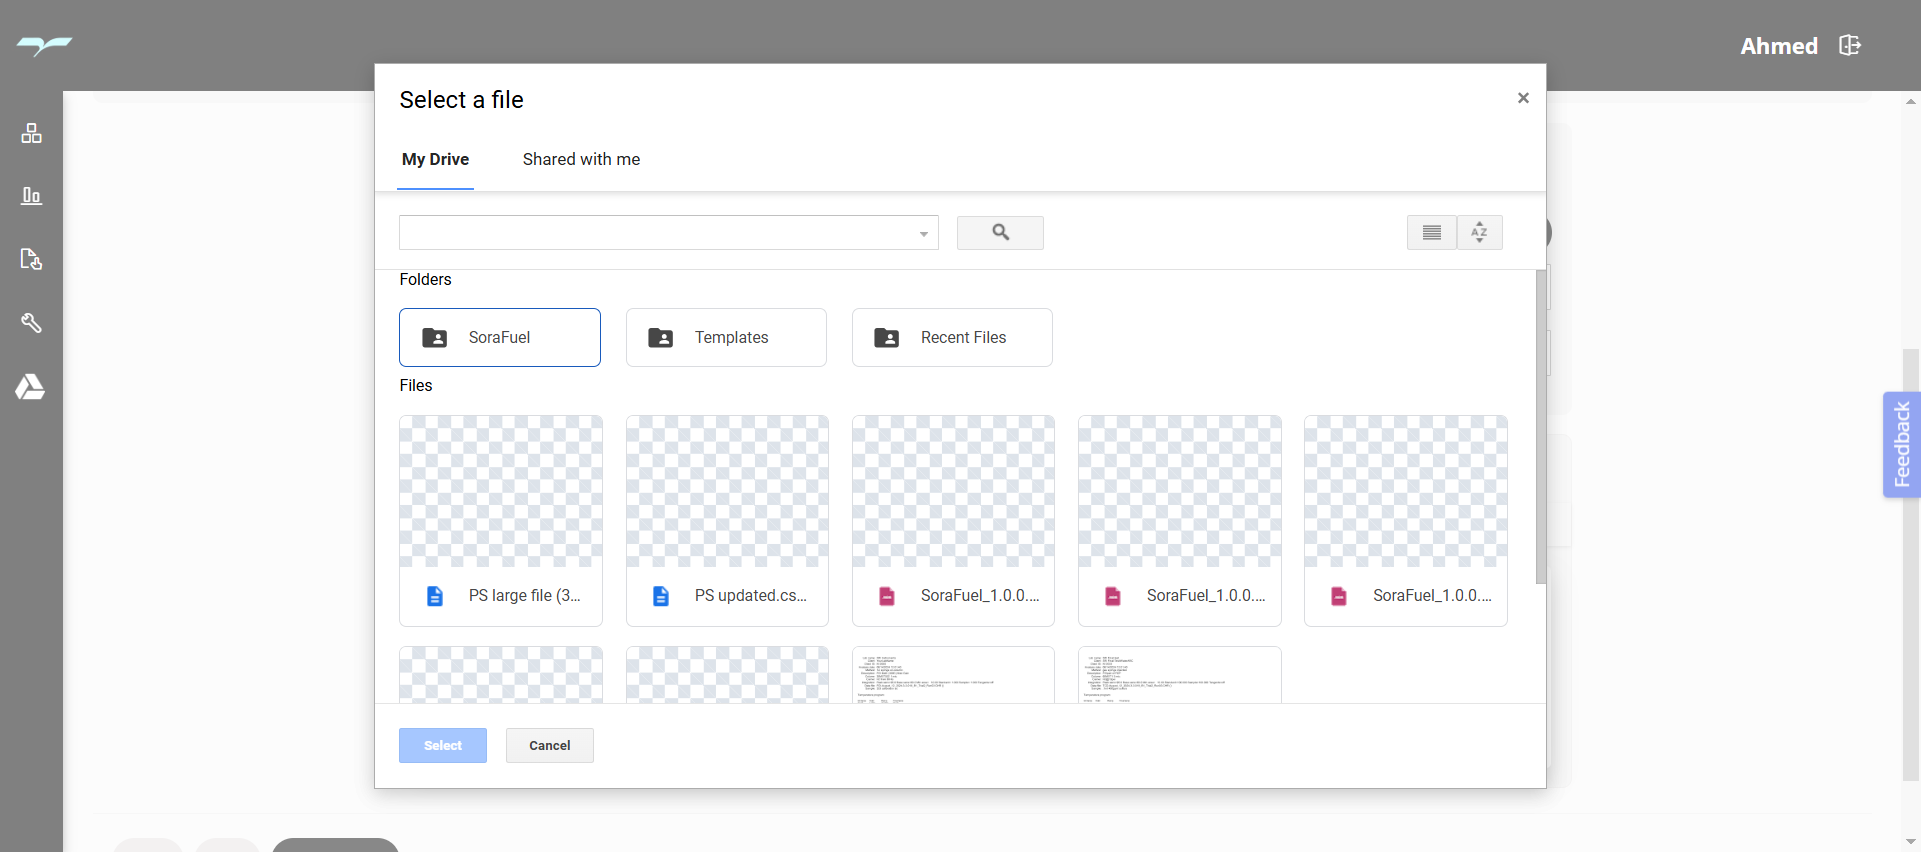 Ahmed
Select a file
×
My Drive
Shared with me
A Z
Folders
SoraFuel
Templates
Recent Files
Files
PS large file (3...
PS updated.cs...
SoraFuel_1.0.0....
SoraFuel_1.0.0....
SoraFuel_1.0.0....
Select
Cancel
Feedback